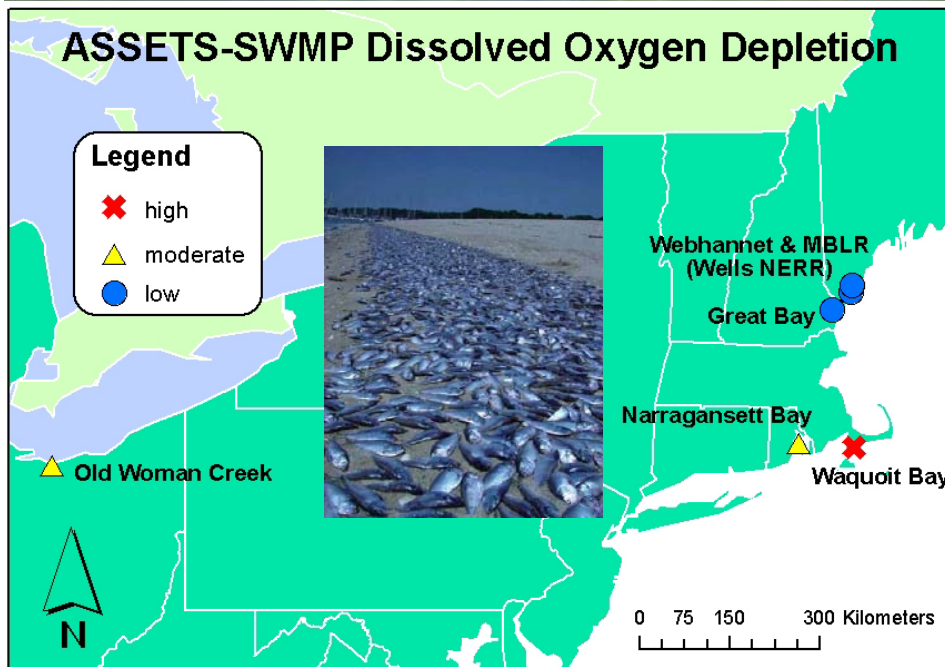 ASSETS-SWMP Dissolved Oxygen Depletion
Legend
high
moderate
low
Webhannet & MBLR
(Wells NERR)
Great Bay
Narragansett Bay
Waquoit Bay
Old Woman Creek
N
0 75 150 300 Kilometers